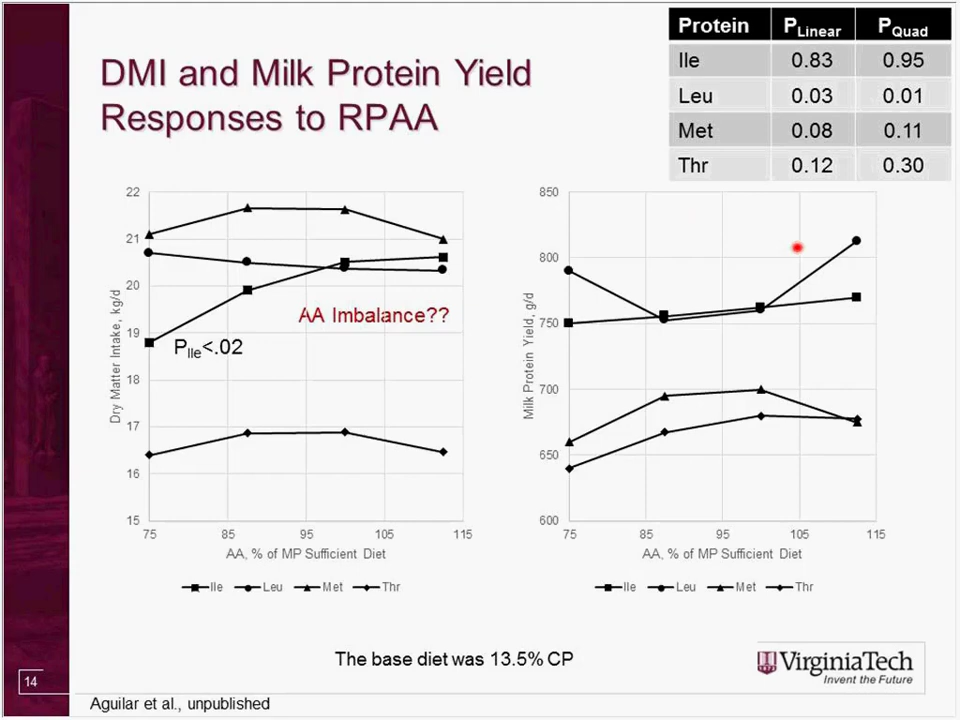 DMI and Milk Protein Yield
Responses to RPAA
Protein PLinear PQuad
Ile 0.83 0.95
Leu 0.03 0.01
Met 0.08 0.11
Thr 0.12 0.30
22
21
20
19
18
17
16
15
Dry Matter Intake, kg/d
AA Imbalance??
PIle<.02
75 85 95 105 115
AA, % of MP Sufficient Diet
Ile Leu Met Thr
850
800
750
700
650
600
Milk Protein Yield, g/d
75 85 95 105 115
AA, % of MP Sufficient Diet
Ile Leu Met Thr
The base diet was 13.5% CP
VirginiaTech
Invent the Future
14
Aguilar et al., unpublished